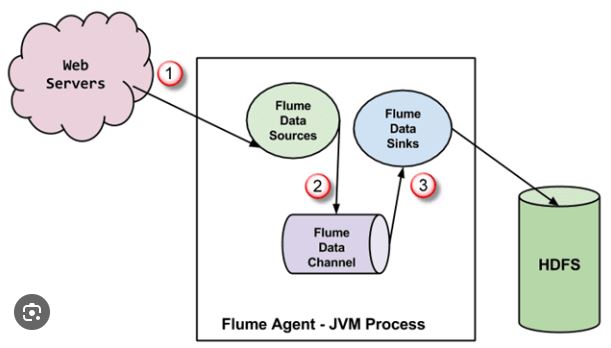 Web
Servers
1
Flume
Data
Sources
Flume
Data
Sinks
2
3
Flume
Data
Channel
HDFS
Flume Agent - JVM Process